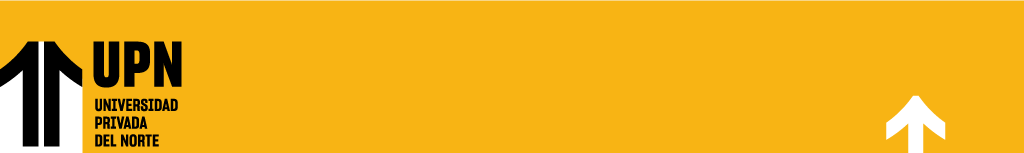 UPN
UNIVERSIDAD
PRIVADA
DEL NORTE